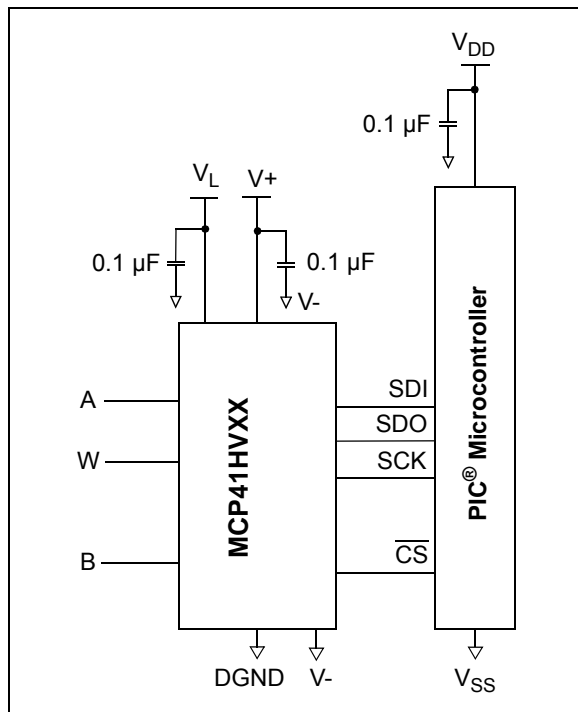 V_DD
0.1 µF
V_L
V+
0.1 µF
0.1 µF
V-
A
W
B
MCP41HVXX
SDI
SDO
SCK
C̅S̅
PIC® Microcontroller
DGND
V-
V_SS